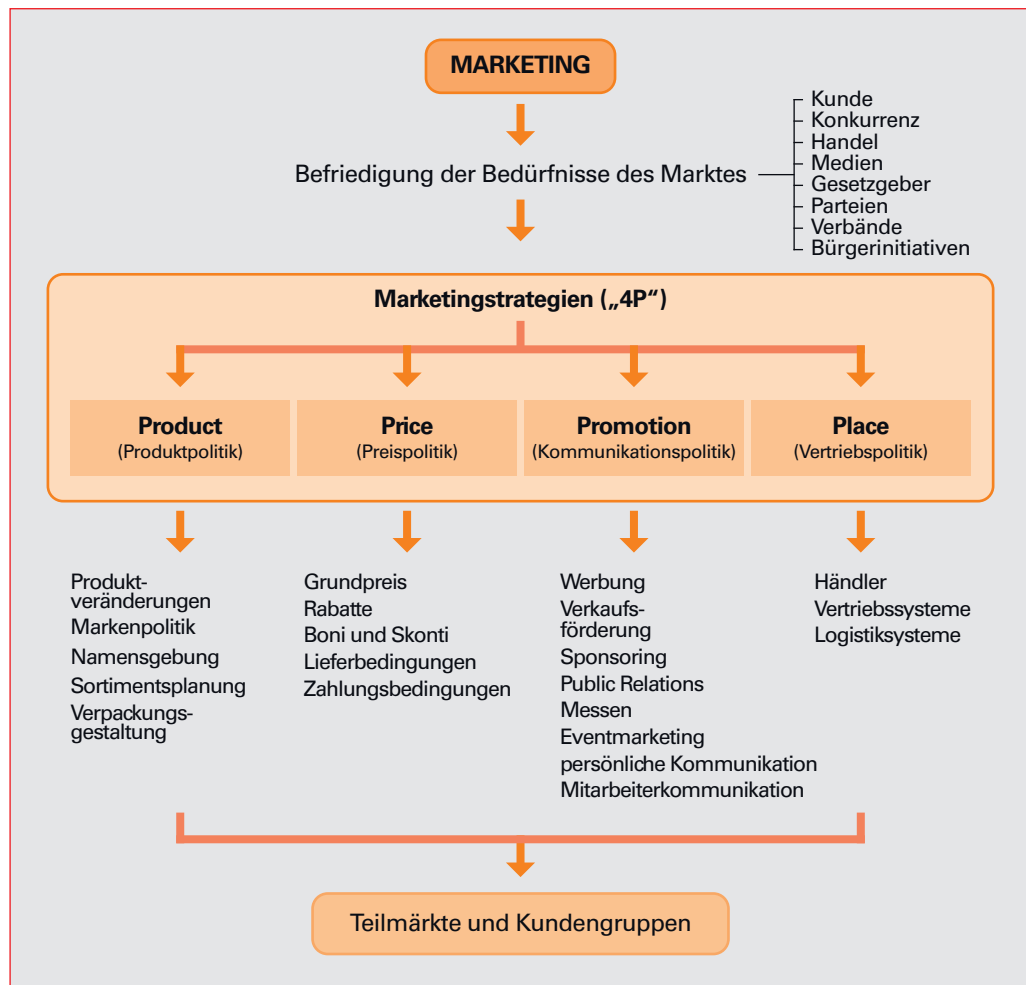 MARKETING
Befriedigung der Bedürfnisse des Marktes
Kunde
Konkurrenz
Handel
Medien
Gesetzgeber
Parteien
Verbände
Bürgerinitiativen
Marketingstrategien („4P“)
Product
(Produktpolitik)
Price
(Preispolitik)
Promotion
(Kommunikationspolitik)
Place
(Vertriebspolitik)
Produkt-
veränderungen
Markenpolitik
Namensgebung
Sortimentsplanung
Verpackungs-
gestaltung
Grundpreis
Rabatte
Boni und Skonti
Lieferbedingungen
Zahlungsbedingungen
Werbung
Verkaufs-
förderung
Sponsoring
Public Relations
Messen
Eventmarketing
persönliche Kommunikation
Mitarbeiterkommunikation
Händler
Vertriebssysteme
Logistiksysteme
Teilmärkte und Kundengruppen